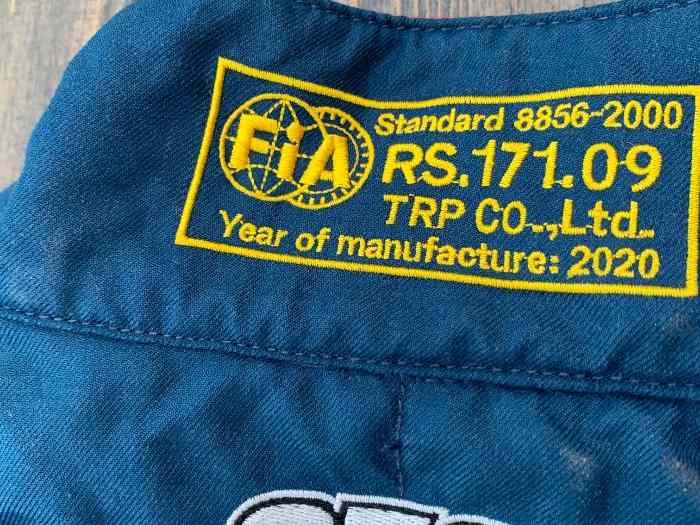 FiA
Standard 8856-2000
RS.171.09
TRP CO.,Ltd.
Year of manufacture: 2020